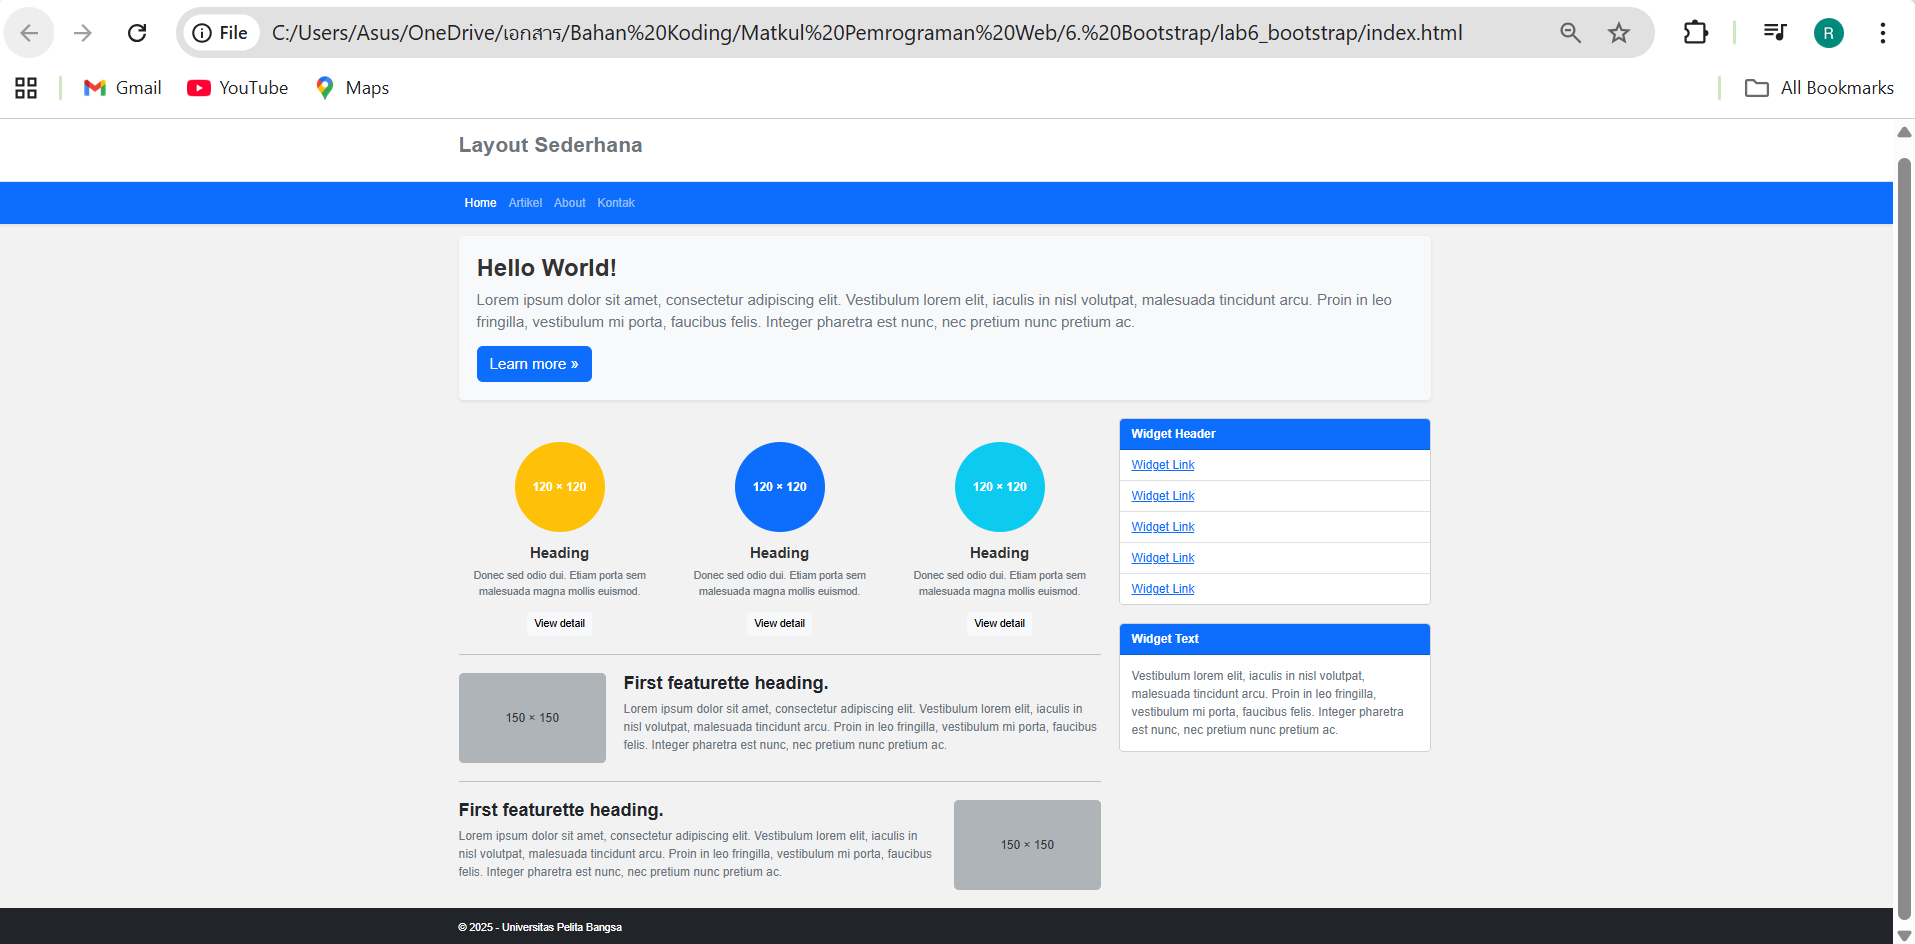 File
C:/Users/Asus/OneDrive/เอกสาร/Bahan%20Koding/Matkul%20Pemrograman%20Web/6.%20Bootstrap/lab6_bootstrap/index.html
R
Gmail
YouTube
Maps
All Bookmarks
Layout Sederhana
Home Artikel About Kontak
Hello World!
Lorem ipsum dolor sit amet, consectetur adipiscing elit. Vestibulum lorem elit, iaculis in nisl volutpat, malesuada tincidunt arcu. Proin in leo
fringilla, vestibulum mi porta, faucibus felis. Integer pharetra est nunc, nec pretium nunc pretium ac.
Learn more »
120 × 120
Heading
Donec sed odio dui. Etiam porta sem
malesuada magna mollis euismod.
View detail
120 × 120
Heading
Donec sed odio dui. Etiam porta sem
malesuada magna mollis euismod.
View detail
120 × 120
Heading
Donec sed odio dui. Etiam porta sem
malesuada magna mollis euismod.
View detail
150 × 150
First featurette heading.
Lorem ipsum dolor sit amet, consectetur adipiscing elit. Vestibulum lorem elit, iaculis in
nisl volutpat, malesuada tincidunt arcu. Proin in leo fringilla, vestibulum mi porta, faucibus
felis. Integer pharetra est nunc, nec pretium nunc pretium ac.
First featurette heading.
Lorem ipsum dolor sit amet, consectetur adipiscing elit. Vestibulum lorem elit, iaculis in
nisl volutpat, malesuada tincidunt arcu. Proin in leo fringilla, vestibulum mi porta, faucibus
felis. Integer pharetra est nunc, nec pretium nunc pretium ac.
150 × 150
Widget Header
Widget Link
Widget Link
Widget Link
Widget Link
Widget Link
Widget Text
Vestibulum lorem elit, iaculis in nisl volutpat,
malesuada tincidunt arcu. Proin in leo fringilla,
vestibulum mi porta, faucibus felis. Integer pharetra
est nunc, nec pretium nunc pretium ac.
© 2025 - Universitas Pelita Bangsa